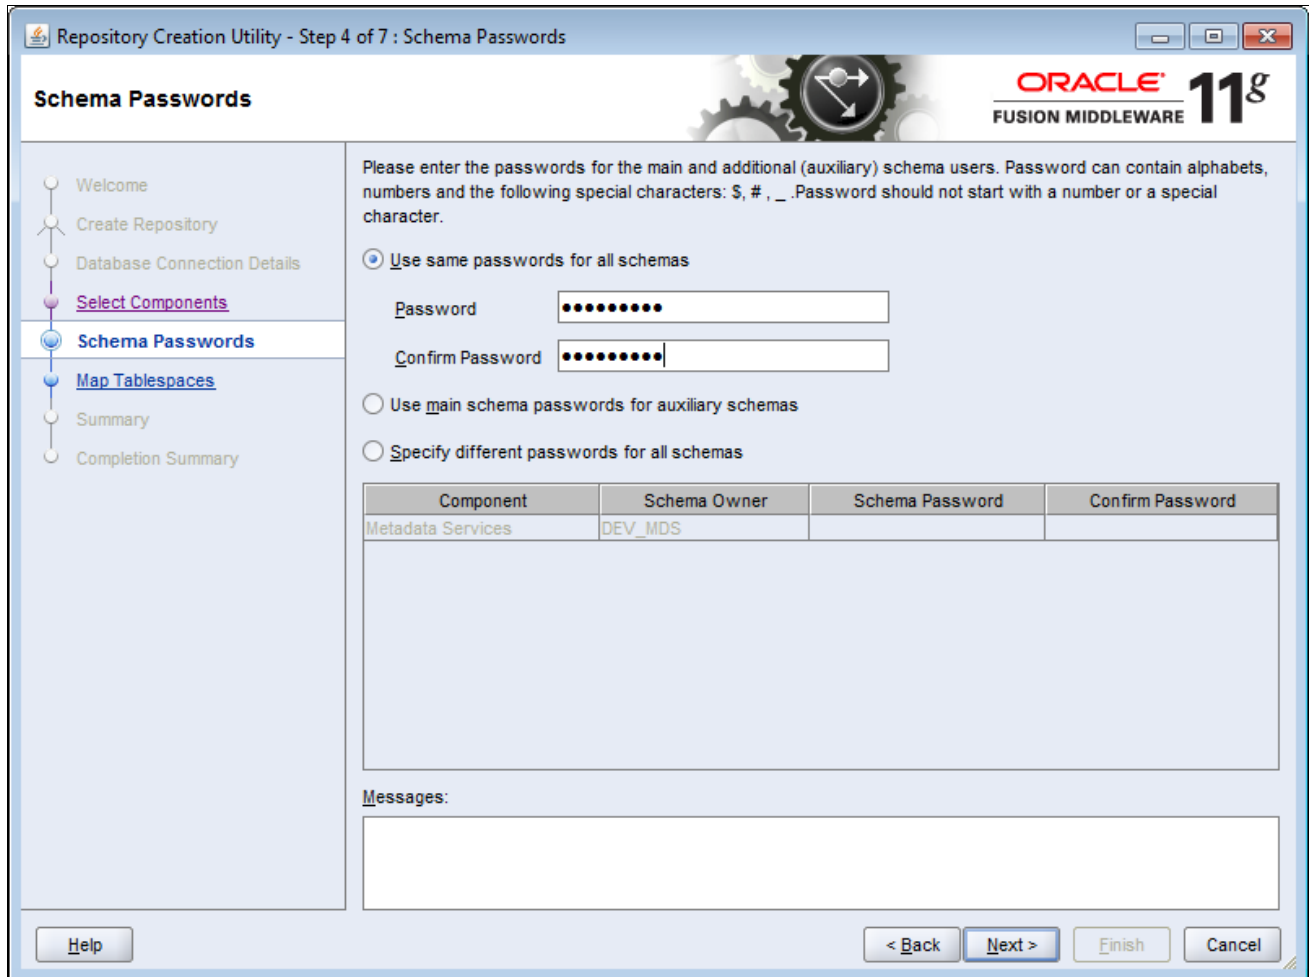 Repository Creation Utility - Step 4 of 7 : Schema Passwords
Schema Passwords
ORACLE
FUSION MIDDLEWARE
11g
Welcome
Create Repository
Database Connection Details
Select Components
Schema Passwords
Map Tablespaces
Summary
Completion Summary
Please enter the passwords for the main and additional (auxiliary) schema users. Password can contain alphabets,
numbers and the following special characters: $, # , _ .Password should not start with a number or a special
character.
Use same passwords for all schemas
Password •••••••••
Confirm Password •••••••••
Use main schema passwords for auxiliary schemas
Specify different passwords for all schemas
Component Schema Owner Schema Password Confirm Password
Metadata Services DEV_MDS
Messages:
Help < Back Next > Finish Cancel